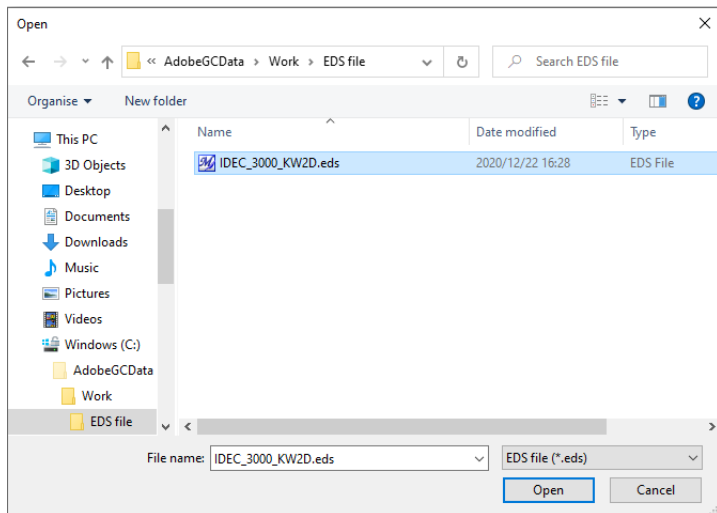 Open
« AdobeGCData › Work › EDS file
Search EDS file
Organise
New folder
Name
Date modified
Type
IDEC_3000_KW2D.eds
2020/12/22 16:28
EDS File
This PC
3D Objects
Desktop
Documents
Downloads
Music
Pictures
Videos
Windows (C:)
AdobeGCData
Work
EDS file
File name:
IDEC_3000_KW2D.eds
EDS file (*.eds)
Open
Cancel